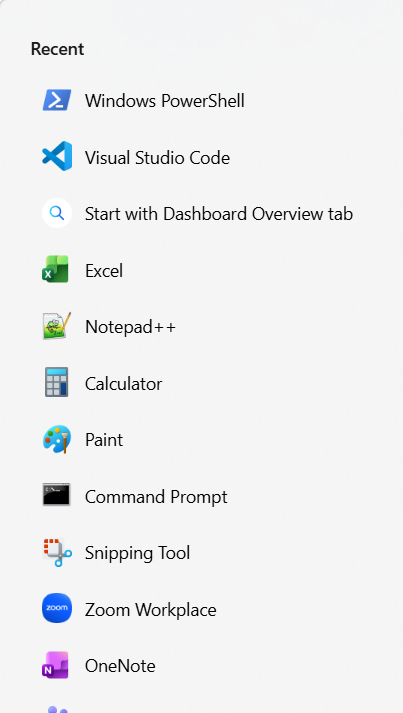 Recent
Windows PowerShell
Visual Studio Code
Start with Dashboard Overview tab
Excel
Notepad++
Calculator
Paint
Command Prompt
Snipping Tool
zoom Zoom Workplace
OneNote